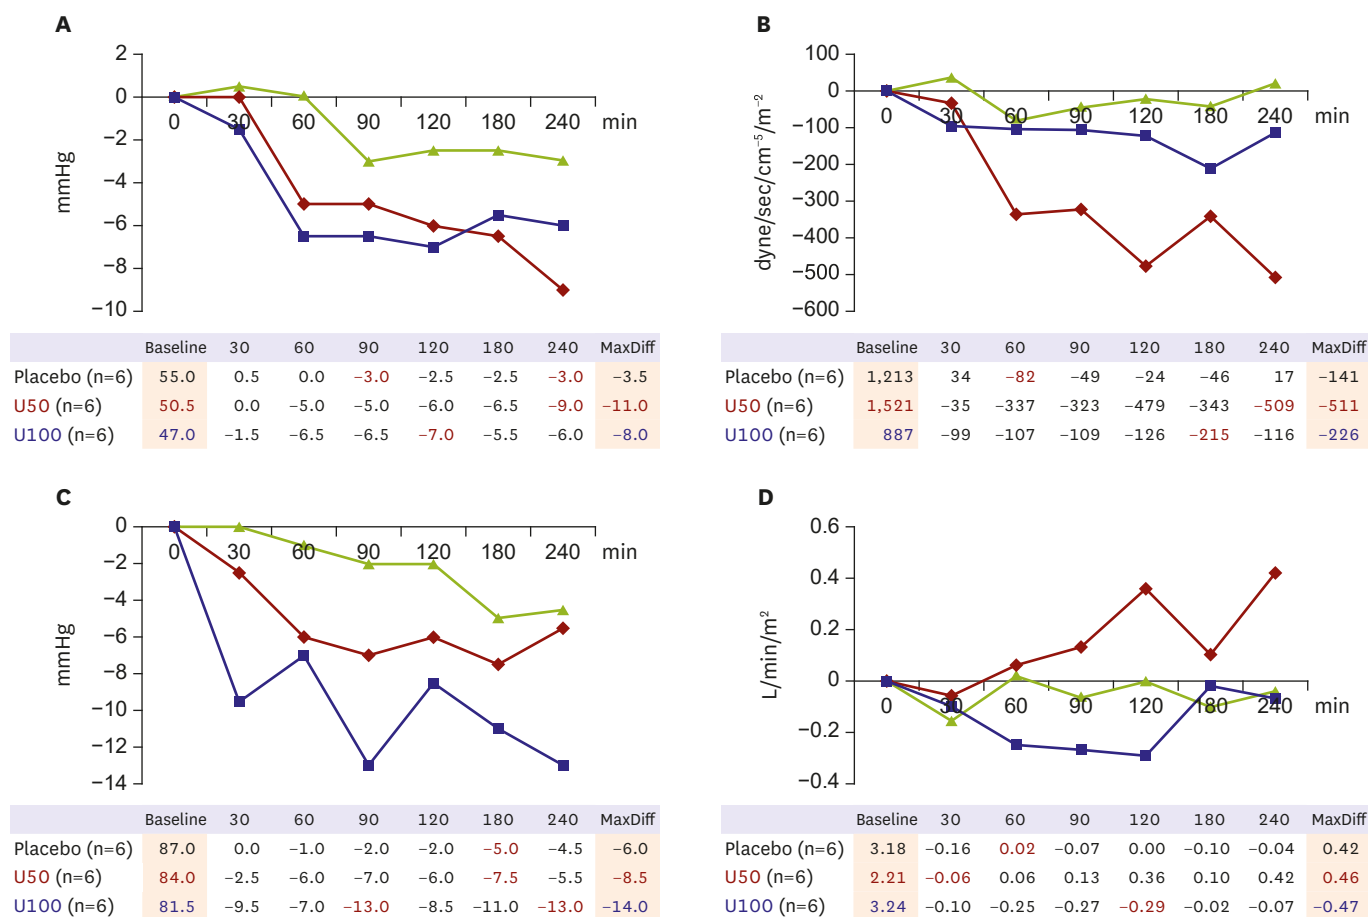 A
2
0
−2
−4
−6
−8
−10
mmHg
0 30 60 90 120 180 240 min
Baseline 30 60 90 120 180 240 MaxDiff
Placebo (n=6) 55.0 0.5 0.0 −3.0 −2.5 −2.5 −3.0 −3.5
U50 (n=6) 50.5 0.0 −5.0 −5.0 −6.0 −6.5 −9.0 −11.0
U100 (n=6) 47.0 −1.5 −6.5 −6.5 −7.0 −5.5 −6.0 −8.0
B
100
0
−100
−200
−300
−400
−500
−600
dyne/sec/cm⁻⁵/m⁻²
0 30 60 90 120 180 240 min
Baseline 30 60 90 120 180 240 MaxDiff
Placebo (n=6) 1,213 34 −82 −49 −24 −46 17 −141
U50 (n=6) 1,521 −35 −337 −323 −479 −343 −509 −511
U100 (n=6) 887 −99 −107 −109 −126 −215 −116 −226
C
0
−2
−4
−6
−8
−10
−12
−14
mmHg
0 30 60 90 120 180 240 min
Baseline 30 60 90 120 180 240 MaxDiff
Placebo (n=6) 87.0 0.0 −1.0 −2.0 −2.0 −5.0 −4.5 −6.0
U50 (n=6) 84.0 −2.5 −6.0 −7.0 −6.0 −7.5 −5.5 −8.5
U100 (n=6) 81.5 −9.5 −7.0 −13.0 −8.5 −11.0 −13.0 −14.0
D
0.6
0.4
0.2
0
−0.2
−0.4
L/min/m²
0 30 60 90 120 180 240 min
Baseline 30 60 90 120 180 240 MaxDiff
Placebo (n=6) 3.18 −0.16 0.02 −0.07 0.00 −0.10 −0.04 0.42
U50 (n=6) 2.21 −0.06 0.06 0.13 0.36 0.10 0.42 0.46
U100 (n=6) 3.24 −0.10 −0.25 −0.27 −0.29 −0.02 −0.07 −0.47